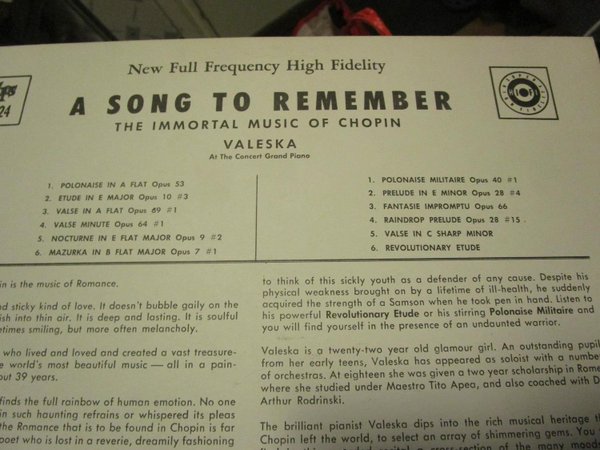 New Full Frequency High Fidelity
24
A SONG TO REMEMBER
THE IMMORTAL MUSIC OF CHOPIN
VALESKA
At The Concert Grand Piano
1. POLONAISE IN A FLAT Opus 53
2. ETUDE IN E MAJOR Opus 10 #3
3. VALSE IN A FLAT Opus 69 #1
4. VALSE MINUTE Opus 64 #1
5. NOCTURNE IN E FLAT MAJOR Opus 9 #2
6. MAZURKA IN B FLAT MAJOR Opus 7 #1
1. POLONAISE MILITAIRE Opus 40 #1
2. PRELUDE IN E MINOR Opus 28 #4
3. FANTASIE IMPROMPTU Opus 66
4. RAINDROP PRELUDE Opus 28 #15
5. VALSE IN C SHARP MINOR
6. REVOLUTIONARY ETUDE
in is the music of Romance.
nd sticky kind of love. It doesn't bubble gaily on the
ish into thin air. It is deep and lasting. It is soulful
etimes smiling, but more often melancholy.
who lived and loved and created a vast treasure-
e world's most beautiful music — all in a pain-
out 39 years.
finds the full rainbow of human emotion. No one
in such haunting refrains or whispered its pleas
the Romance that is to be found in Chopin is far
poet who is lost in a reverie, dreamily fashioning
to think of this sickly youth as a defender of any cause. Despite his
physical weakness brought on by a lifetime of ill-health, he suddenly
acquired the strength of a Samson when he took pen in hand. Listen to
his powerful Revolutionary Etude or his stirring Polonaise Militaire and
you will find yourself in the presence of an undaunted warrior.
Valeska is a twenty-two year old glamour girl. An outstanding pupil
from her early teens, Valeska has appeared as soloist with a number
of orchestras. At eighteen she was given a two year scholarship in Rome
where she studied under Maestro Tito Apea, and also coached with D
Arthur Rodrinski.
The brilliant pianist Valeska dips into the rich musical heritage th
Chopin left the world, to select an array of shimmering gems. You